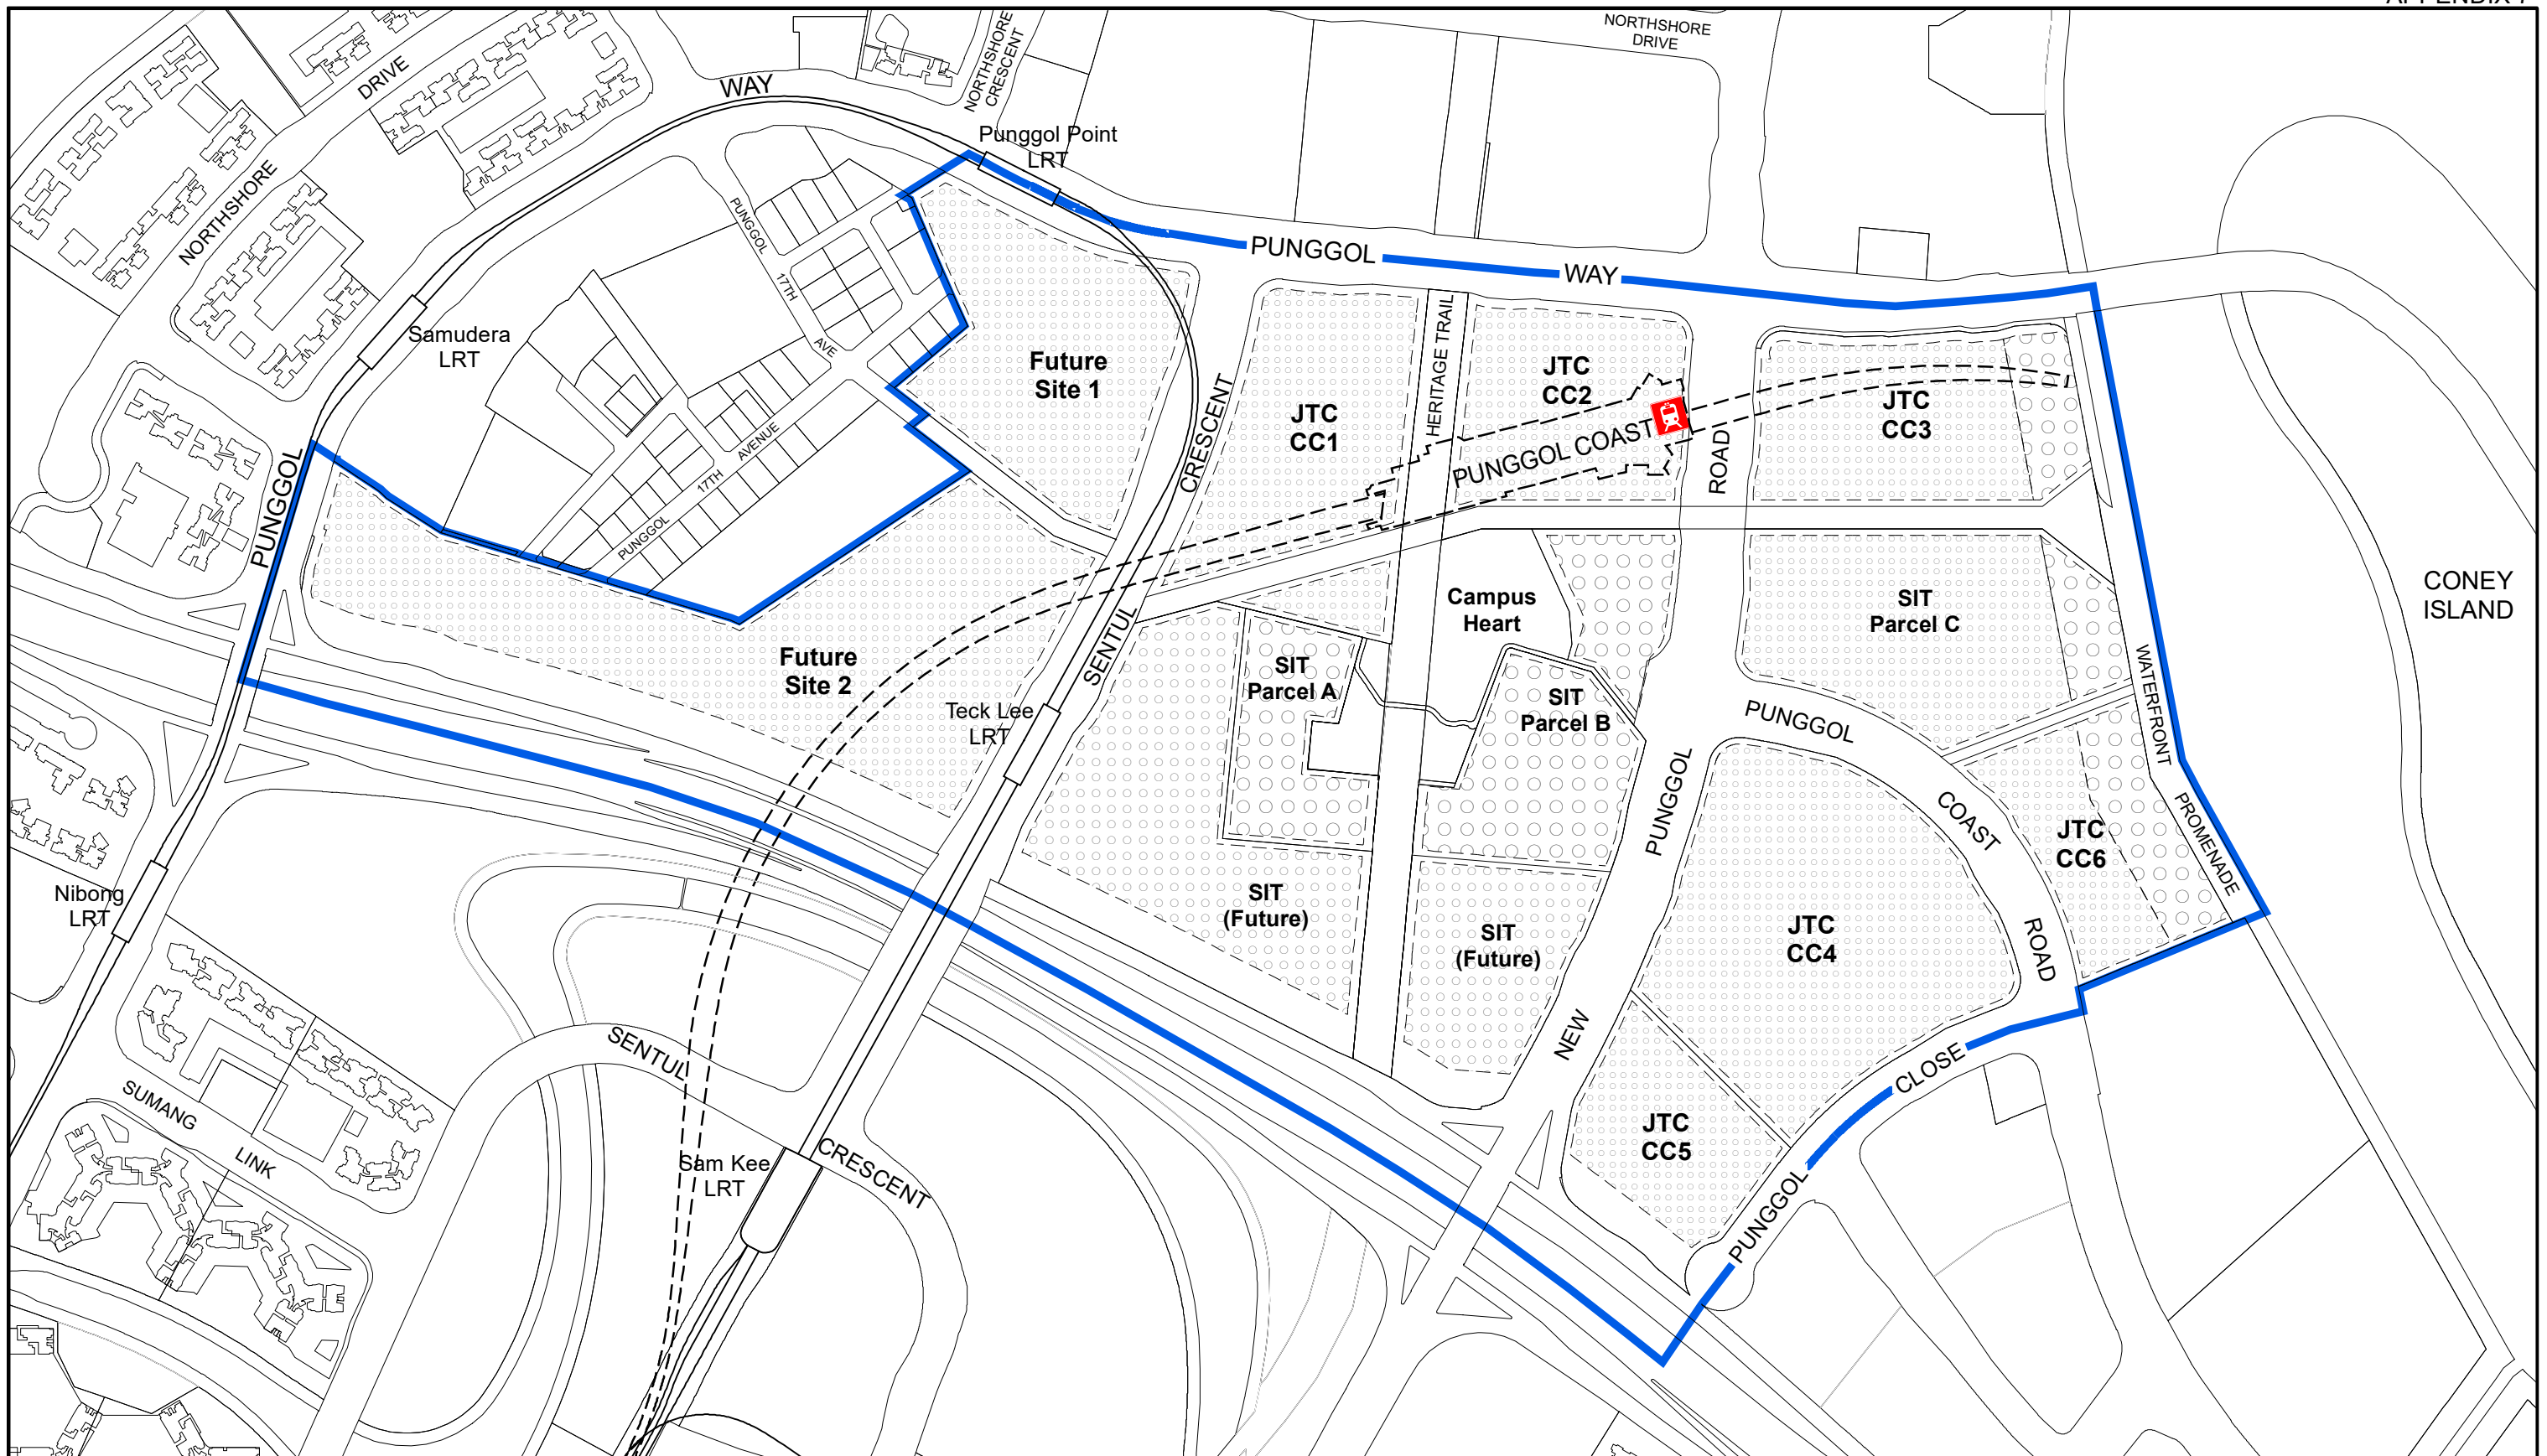 NORTHSHORE
DRIVE
NORTHSHORE
CRESCENT
DRIVE
WAY
Punggol Point
LRT
NORTHSHORE
PUNGGOL
17TH
AVE
PUNGGOL
WAY
Samudera
LRT
Future
Site 1
CRESCENT
JTC
CC1
HERITAGE TRAIL
JTC
CC2
PUNGGOL COAST
ROAD
JTC
CC3
PUNGGOL
PUNGGOL
17TH
AVENUE
CONEY
ISLAND
Campus
Heart
SIT
Parcel C
Future
Site 2
SENTUL
SIT
Parcel A
SIT
Parcel B
WATERFRONT
PROMENADE
Teck Lee
LRT
PUNGGOL
COAST
ROAD
NEW
PUNGGOL
JTC
CC6
Nibong
LRT
SIT
(Future)
SIT
(Future)
JTC
CC4
SENTUL
CRESCENT
SUMANG
LINK
Sam Kee
LRT
JTC
CC5
PUNGGOL
CLOSE